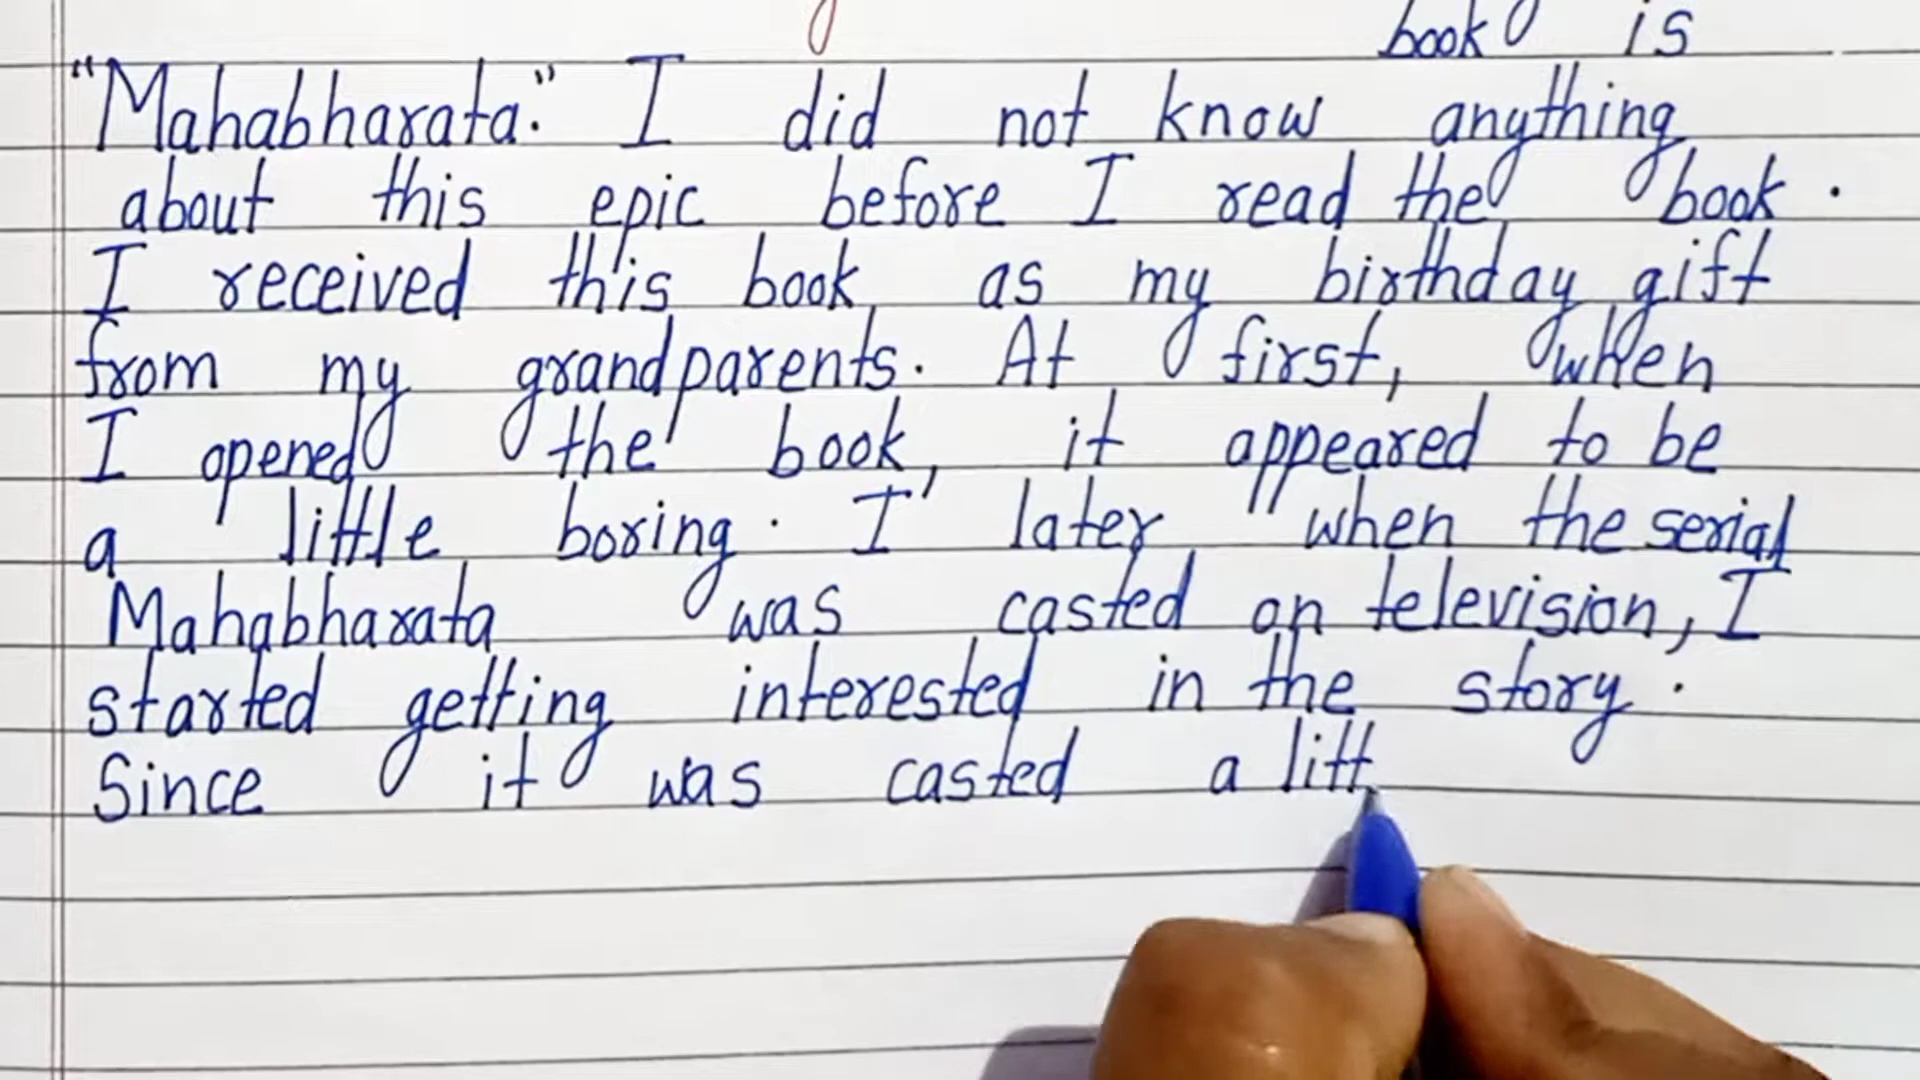 book is
"Mahabharata." I did not know anything
about this epic before I read the book.
I received this book as my birthday gift
from my grandparents. At first, when
I opened the book, it appeared to be
a little boring. I later when the serial
Mahabharata was casted on television, I
started getting interested in the story.
Since it was casted a litt